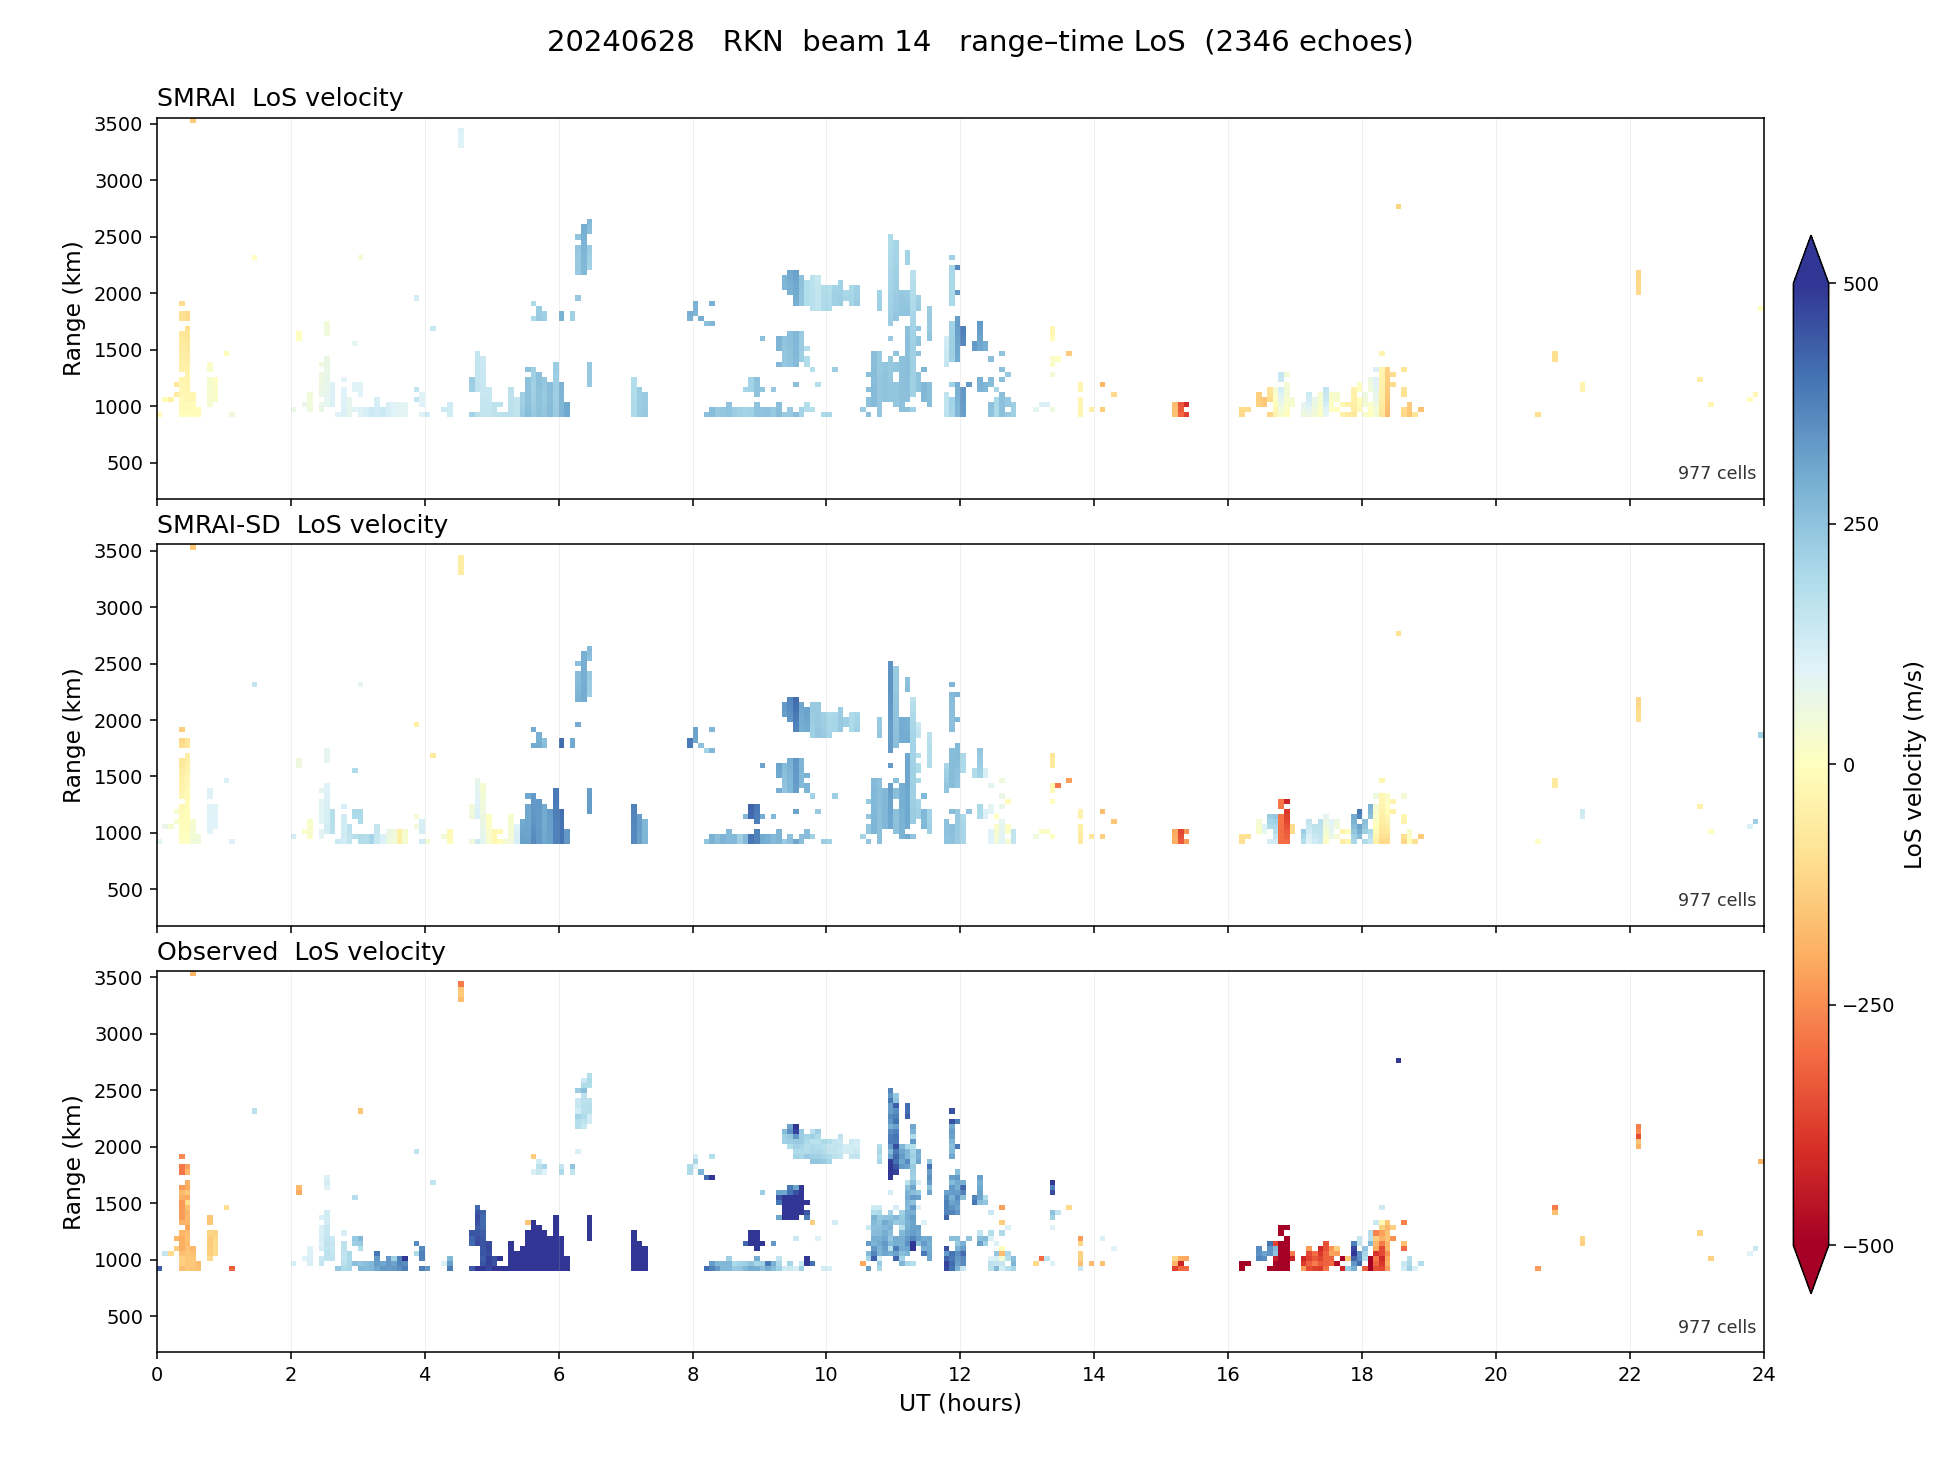 20240628   RKN  beam 14   range–time LoS  (2346 echoes)
SMRAI  LoS velocity
3500
3000
2500
2000
1500
1000
500
Range (km)
977 cells
SMRAI-SD  LoS velocity
3500
3000
2500
2000
1500
1000
500
Range (km)
977 cells
Observed  LoS velocity
3500
3000
2500
2000
1500
1000
500
Range (km)
977 cells
0 2 4 6 8 10 12 14 16 18 20 22 24
UT (hours)
500
250
0
−250
−500
LoS velocity (m/s)